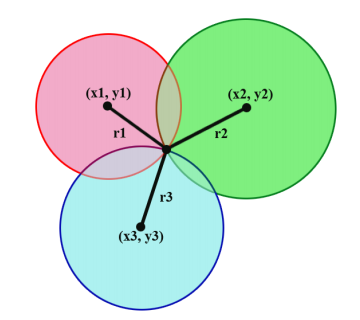 (x1, y1)
(x2, y2)
r1
r2
r3
(x3, y3)